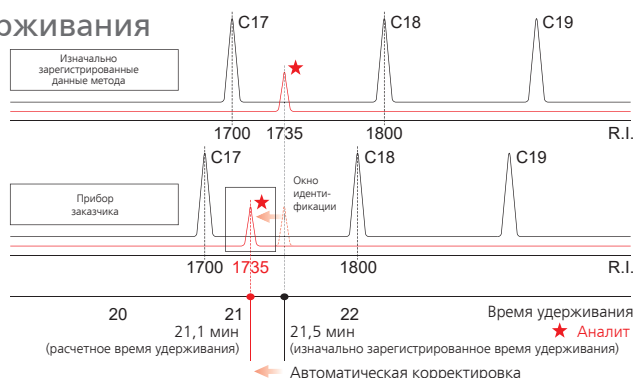 рживания
C17
C18
C19
Изначально
зарегистрированные
данные метода
★
1700
1735
1800
R.I.
C17
C18
C19
Прибор
заказчика
★
Окно
иденти-
фикации
1700
1735
1800
R.I.
20
21
22
Время удерживания
21,1 мин
21,5 мин
★ Аналит
(расчетное время удерживания)
(изначально зарегистрированное время удерживания)
Автоматическая корректировка